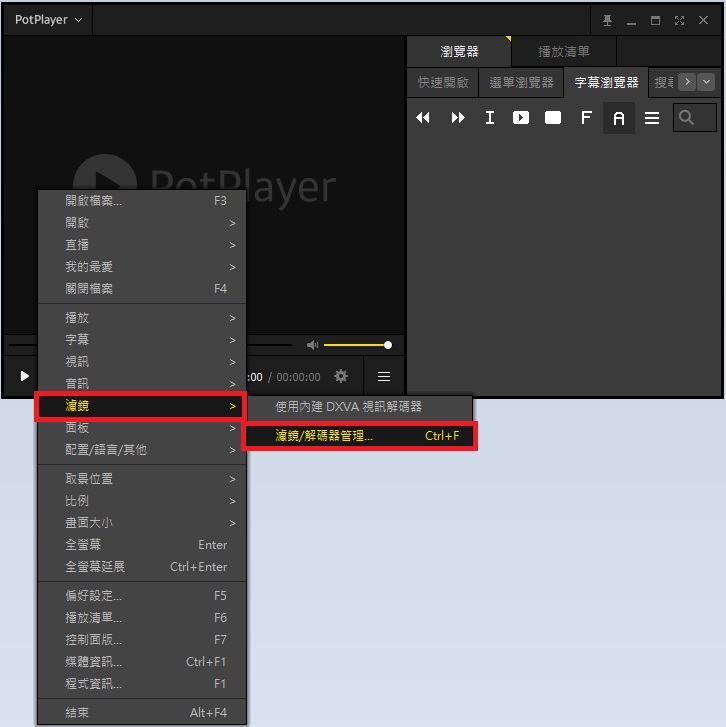 PotPlayer
瀏覽器
播放清單
快速開啟
選單瀏覽器
字幕瀏覽器
I
F
A
PotPlayer
開啟檔案... F3
開啟 >
直播 >
我的最愛 >
關閉檔案 F4
播放 >
字幕 >
視訊 >
音訊 >
濾鏡 >
面板 >
配置/語言/其他 >
取景位置 >
比例 >
畫面大小 >
全螢幕 Enter
全螢幕延展 Ctrl+Enter
偏好設定... F5
播放清單... F6
控制面版... F7
媒體資訊... Ctrl+F1
程式資訊... F1
結束 Alt+F4
:00 / 00:00:00
使用內建 DXVA 視訊解碼器
濾鏡/解碼器管理... Ctrl+F